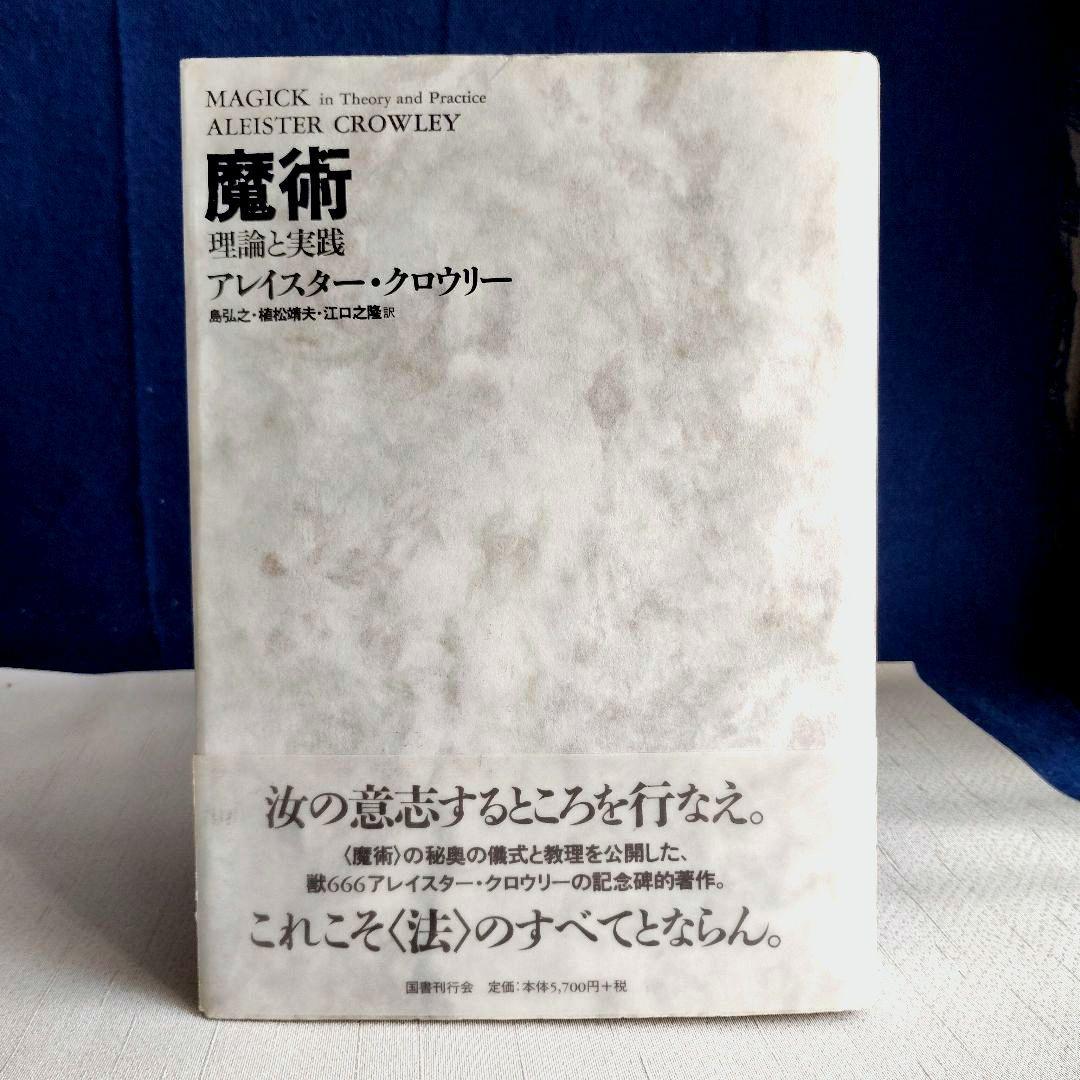 MAGICK in Theory and Practice
ALEISTER CROWLEY
魔術
理論と実践
アレイスター・クロウリー
島弘之・植松靖夫・江口之隆訳
汝の意志するところを行なえ。
〈魔術〉の秘奥の儀式と教理を公開した、
獣666アレイスター・クロウリーの記念碑的著作。
これこそ〈法〉のすべてとならん。
国書刊行会 定価:本体5,700円+税